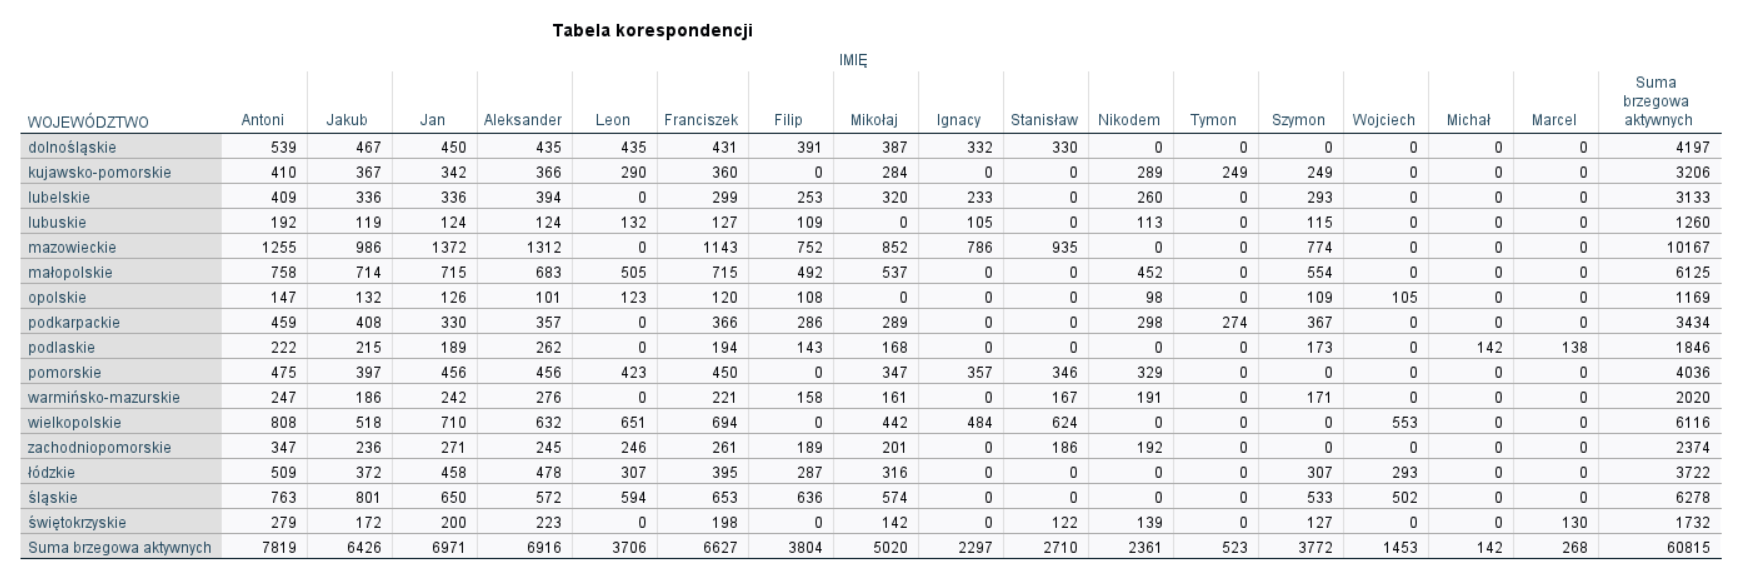 Tabela korespondencji
IMIĘ
WOJEWÓDZTWO Antoni Jakub Jan Aleksander Leon Franciszek Filip Mikołaj Ignacy Stanisław Nikodem Tymon Szymon Wojciech Michał Marcel Suma brzegowa aktywnych
dolnośląskie 539 467 450 435 435 431 391 387 332 330 0 0 0 0 0 0 4197
kujawsko-pomorskie 410 367 342 366 290 360 0 284 0 0 289 249 249 0 0 0 3206
lubelskie 409 336 336 394 0 299 253 320 233 0 260 0 293 0 0 0 3133
lubuskie 192 119 124 124 132 127 109 0 105 0 113 0 115 0 0 0 1260
mazowieckie 1255 986 1372 1312 0 1143 752 852 786 935 0 0 774 0 0 0 10167
małopolskie 758 714 715 683 505 715 492 537 0 0 452 0 554 0 0 0 6125
opolskie 147 132 126 101 123 120 108 0 0 0 98 0 109 105 0 0 1169
podkarpackie 459 408 330 357 0 366 286 289 0 0 298 274 367 0 0 0 3434
podlaskie 222 215 189 262 0 194 143 168 0 0 0 0 173 0 142 138 1846
pomorskie 475 397 456 456 423 450 0 347 357 346 329 0 0 0 0 0 4036
warmińsko-mazurskie 247 186 242 276 0 221 158 161 0 167 191 0 171 0 0 0 2020
wielkopolskie 808 518 710 632 651 694 0 442 484 624 0 0 0 553 0 0 6116
zachodniopomorskie 347 236 271 245 246 261 189 201 0 186 192 0 0 0 0 0 2374
łódzkie 509 372 458 478 307 395 287 316 0 0 0 0 307 293 0 0 3722
śląskie 763 801 650 572 594 653 636 574 0 0 0 0 533 502 0 0 6278
świętokrzyskie 279 172 200 223 0 198 0 142 0 122 139 0 127 0 0 130 1732
Suma brzegowa aktywnych 7819 6426 6971 6916 3706 6627 3804 5020 2297 2710 2361 523 3772 1453 142 268 60815